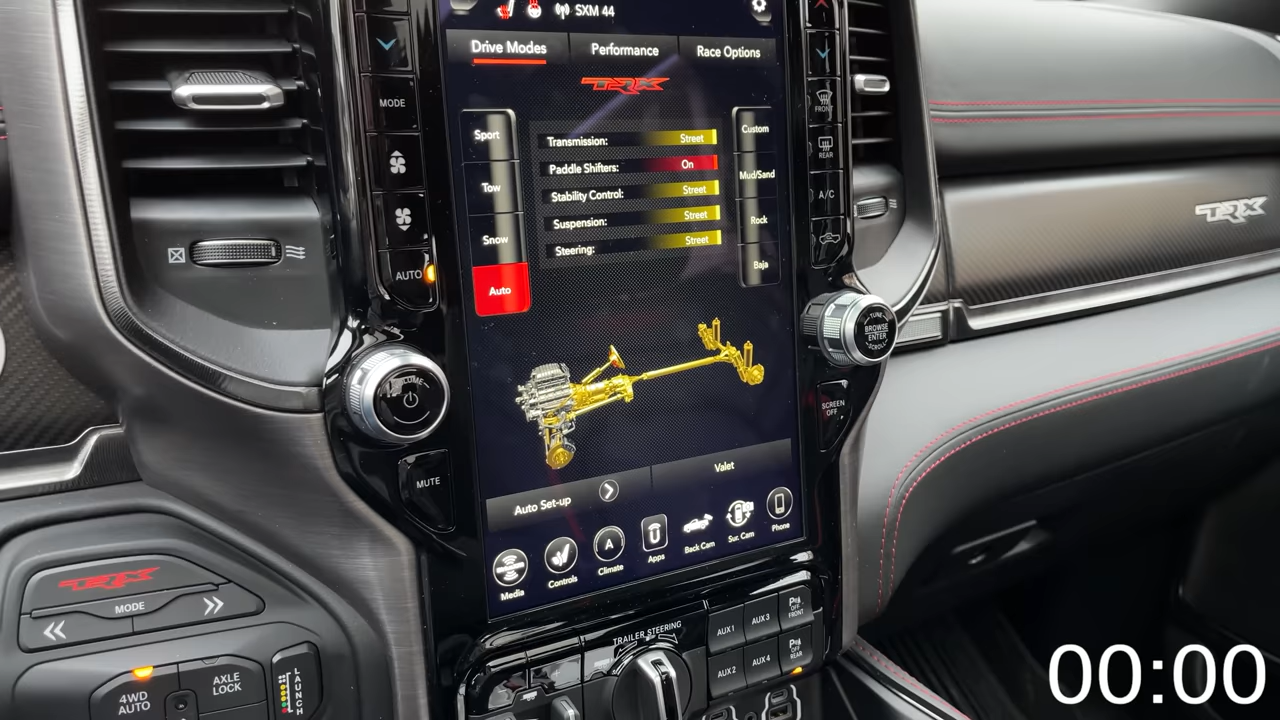 SXM 44
Drive Modes Performance Race Options
TRX
Sport
Tow
Snow
Auto
Transmission: Street
Paddle Shifters: On
Stability Control: Street
Suspension: Street
Steering: Street
Custom
Mud/Sand
Rock
Baja
Auto Set-up
Valet
Media
Controls
A
Climate
Apps
Back Cam
Sur. Cam
Phone
MODE
AUTO
VOLUME
MUTE
FRONT
REAR
A/C
TUNE
BROWSE
ENTER
SCROLL
SCREEN
OFF
TRX
TRX
MODE
4WD
AUTO
AXLE
LOCK
LAUNCH
TRAILER STEERING
AUX 1
AUX 3
OFF
FRONT
AUX 2
AUX 4
OFF
REAR
00:00